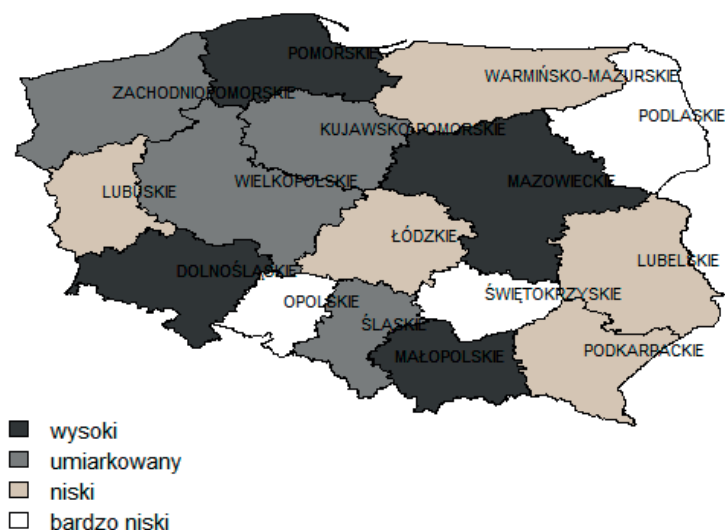 POMORSKIE
WARMIŃSKO-MAZURSKIE
ZACHODNIOPOMORSKIE
PODLASKIE
KUJAWSKO-POMORSKIE
WIELKOPOLSKIE
MAZOWIECKIE
LUBUSKIE
ŁÓDZKIE
LUBELSKIE
DOLNOŚLĄSKIE
OPOLSKIE
ŚWIĘTOKRZYSKIE
ŚLĄSKIE
PODKARPACKIE
MAŁOPOLSKIE
wysoki
umiarkowany
niski
bardzo niski